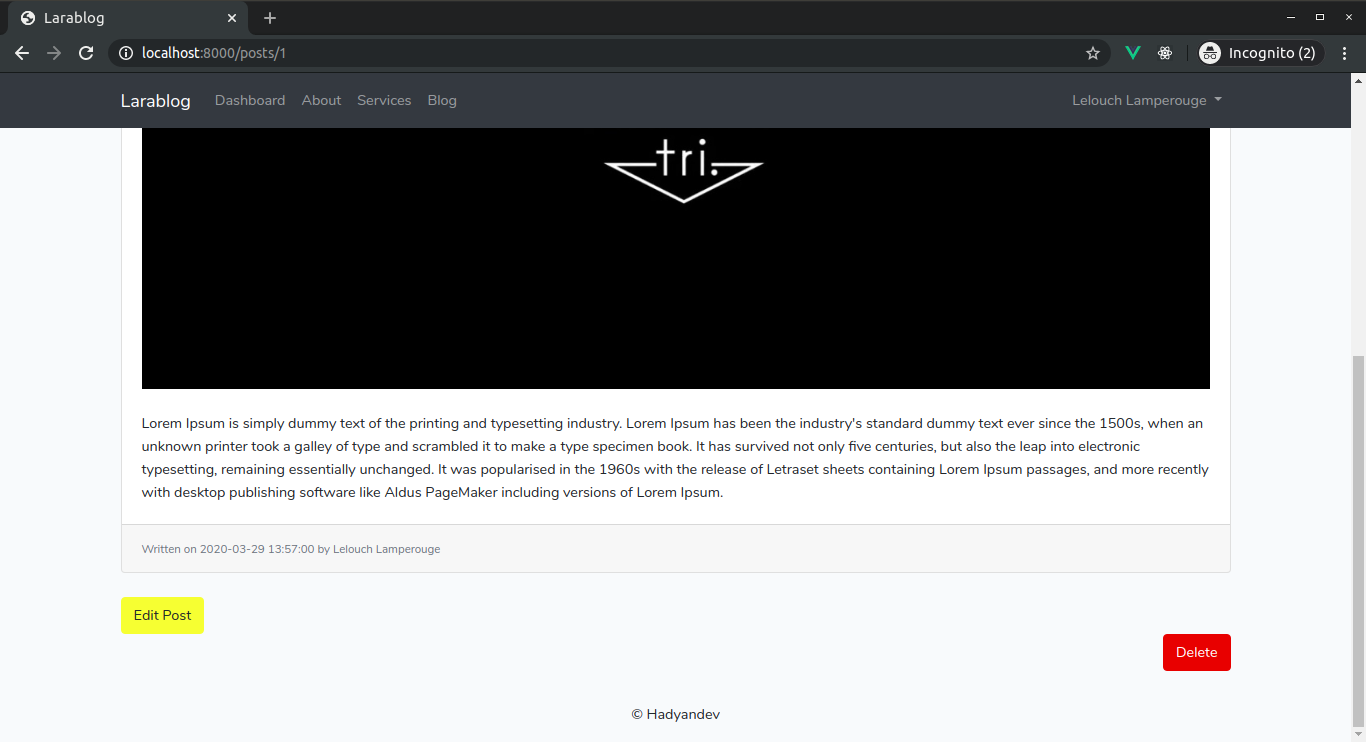 Larablog
localhost:8000/posts/1
Incognito (2)
Larablog Dashboard About Services Blog Lelouch Lamperouge
tri.
Lorem Ipsum is simply dummy text of the printing and typesetting industry. Lorem Ipsum has been the industry's standard dummy text ever since the 1500s, when an
unknown printer took a galley of type and scrambled it to make a type specimen book. It has survived not only five centuries, but also the leap into electronic
typesetting, remaining essentially unchanged. It was popularised in the 1960s with the release of Letraset sheets containing Lorem Ipsum passages, and more recently
with desktop publishing software like Aldus PageMaker including versions of Lorem Ipsum.
Written on 2020-03-29 13:57:00 by Lelouch Lamperouge
Edit Post
Delete
© Hadyandev